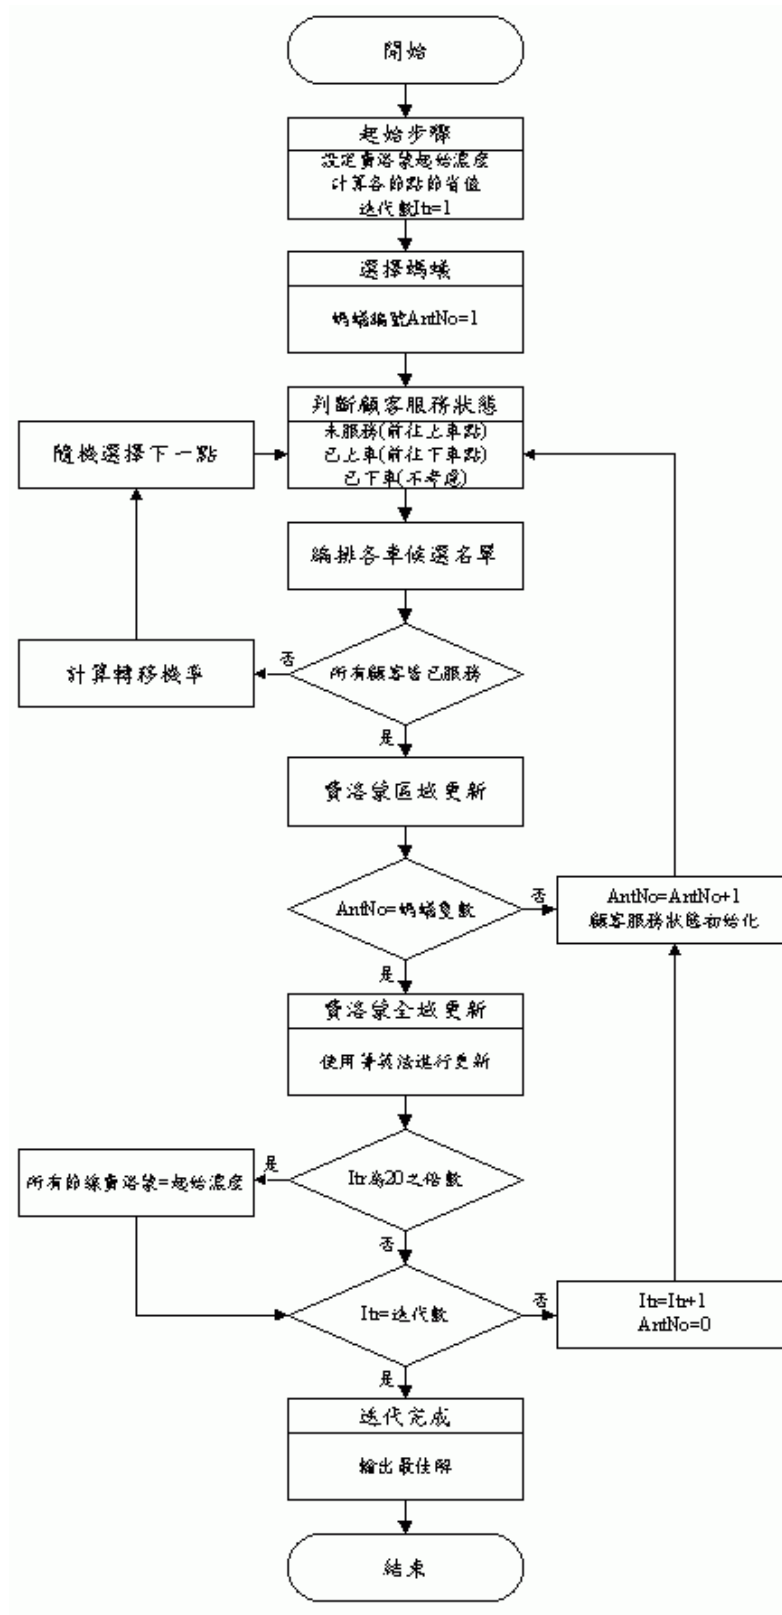 開始
起始步驟
設定費洛蒙起始濃度
計算各節點節省值
迭代數Itr=1
選擇螞蟻
螞蟻編號AntNo=1
判斷顧客服務狀態
未服務(前往上車點)
已上車(前往下車點)
已下車(不考慮)
隨機選擇下一點
編排各車候選名單
計算轉移機率
否
所有顧客皆已服務
是
費洛蒙區域更新
AntNo=螞蟻隻數
否
AntNo=AntNo+1
顧客服務狀態初始化
是
費洛蒙全域更新
使用菁英法進行更新
所有節線費洛蒙=起始濃度
是
Itr為20之倍數
否
Itr=迭代數
否
Itr=Itr+1
AntNo=0
是
迭代完成
輸出最佳解
結束